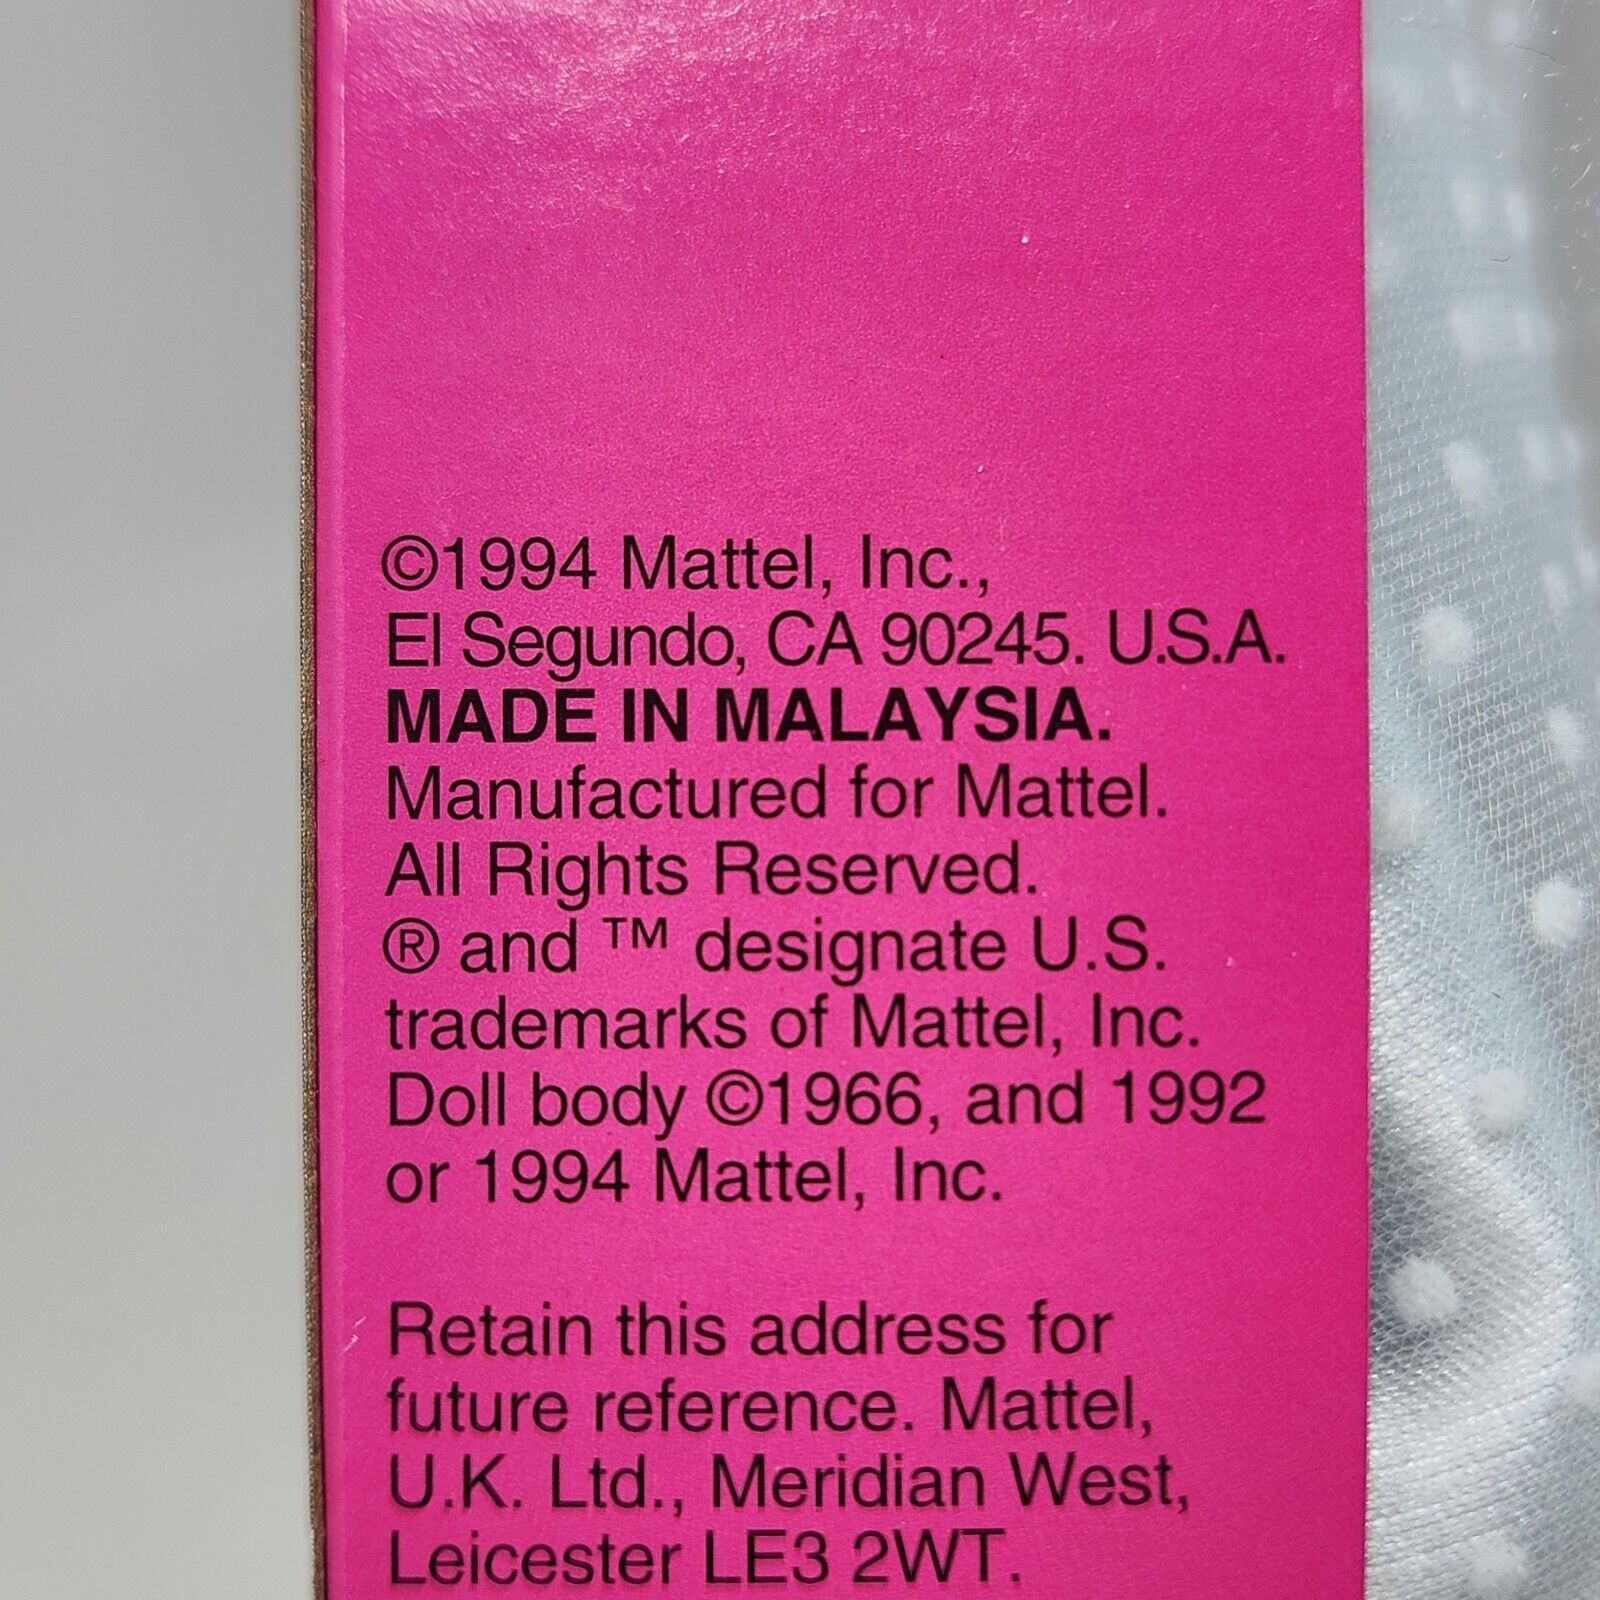 ©1994 Mattel, Inc.,
El Segundo, CA 90245. U.S.A.
MADE IN MALAYSIA.
Manufactured for Mattel.
All Rights Reserved.
® and ™ designate U.S.
trademarks of Mattel, Inc.
Doll body ©1966, and 1992
or 1994 Mattel, Inc.
Retain this address for
future reference. Mattel,
U.K. Ltd., Meridian West,
Leicester LE3 2WT.